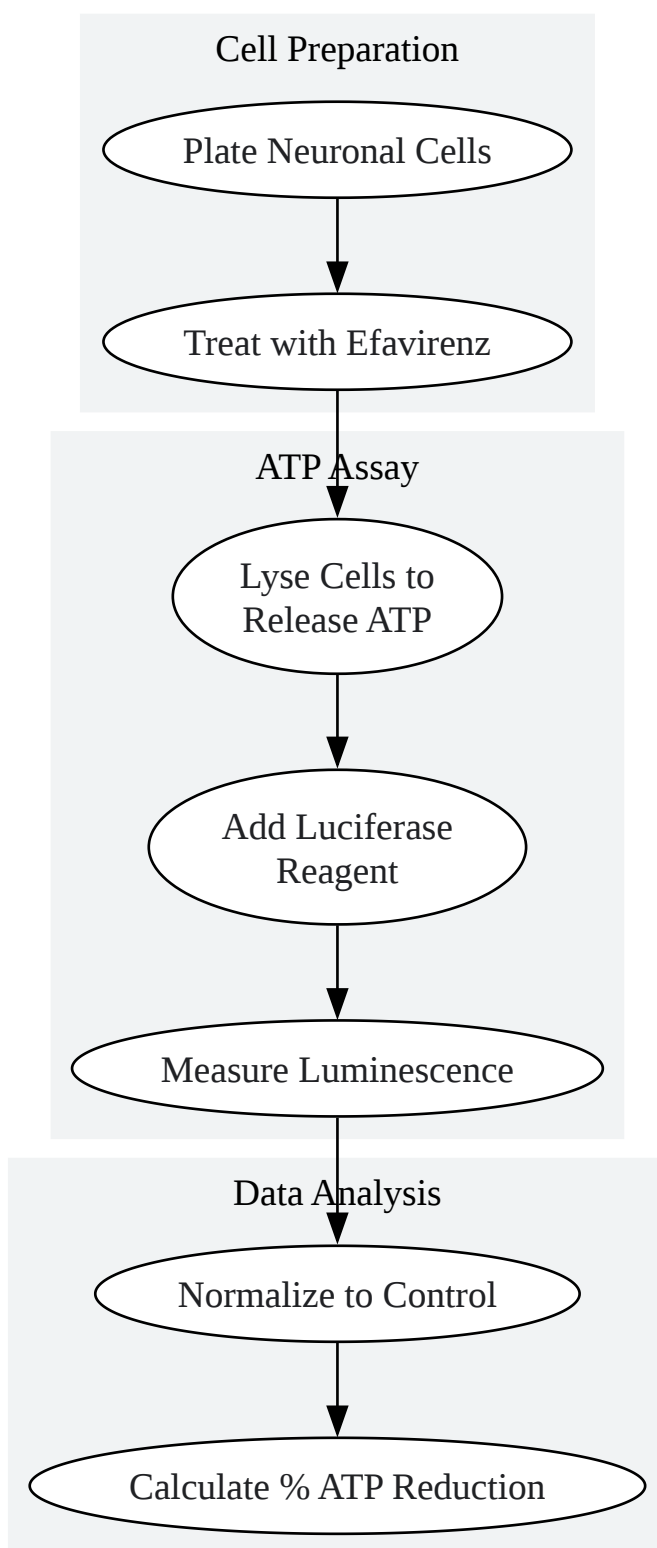 Cell Preparation
Plate Neuronal Cells
Treat with Efavirenz
ATP Assay
Lyse Cells to
Release ATP
Add Luciferase
Reagent
Measure Luminescence
Data Analysis
Normalize to Control
Calculate % ATP Reduction